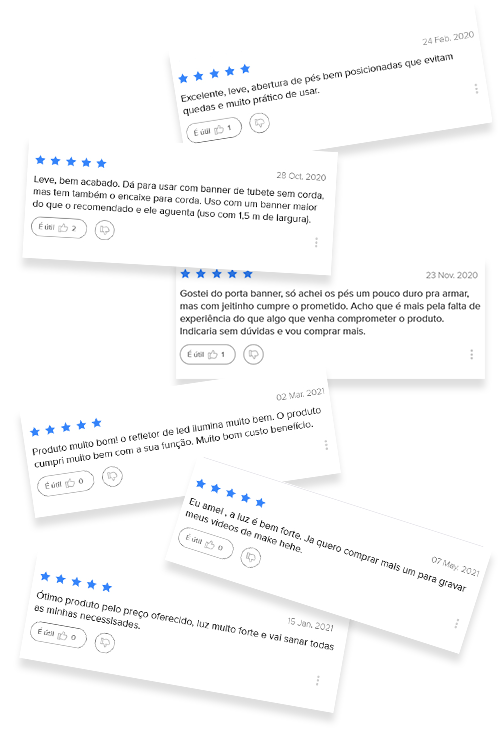 24 Feb. 2020
Excelente, leve, abertura de pés bem posicionadas que evitam
quedas e muito prático de usar.
É útil 1
28 Oct. 2020
Leve, bem acabado. Dá para usar com banner de tubete sem corda,
mas tem também o encaixe para corda. Uso com um banner maior
do que o recomendado e ele aguenta (uso com 1,5 m de largura).
É útil 2
23 Nov. 2020
Gostei do porta banner, só achei os pés um pouco duro pra armar,
mas com jeitinho cumpre o prometido. Acho que é mais pela falta de
experiência do que algo que venha comprometer o produto.
Indicaria sem dúvidas e vou comprar mais.
É útil 1
02 Mar. 2021
Produto muito bom! o refletor de led ilumina muito bem. O produto
cumpri muito bem com a sua função. Muito bom custo benefício.
É útil 0
07 May. 2021
Eu amei , a luz é bem forte. Ja quero comprar mais um para gravar
meus vídeos de make hehe.
É útil 0
15 Jan. 2021
Ótimo produto pelo preço oferecido, luz muito forte e vai sanar todas
as minhas necessisades.
É útil 0